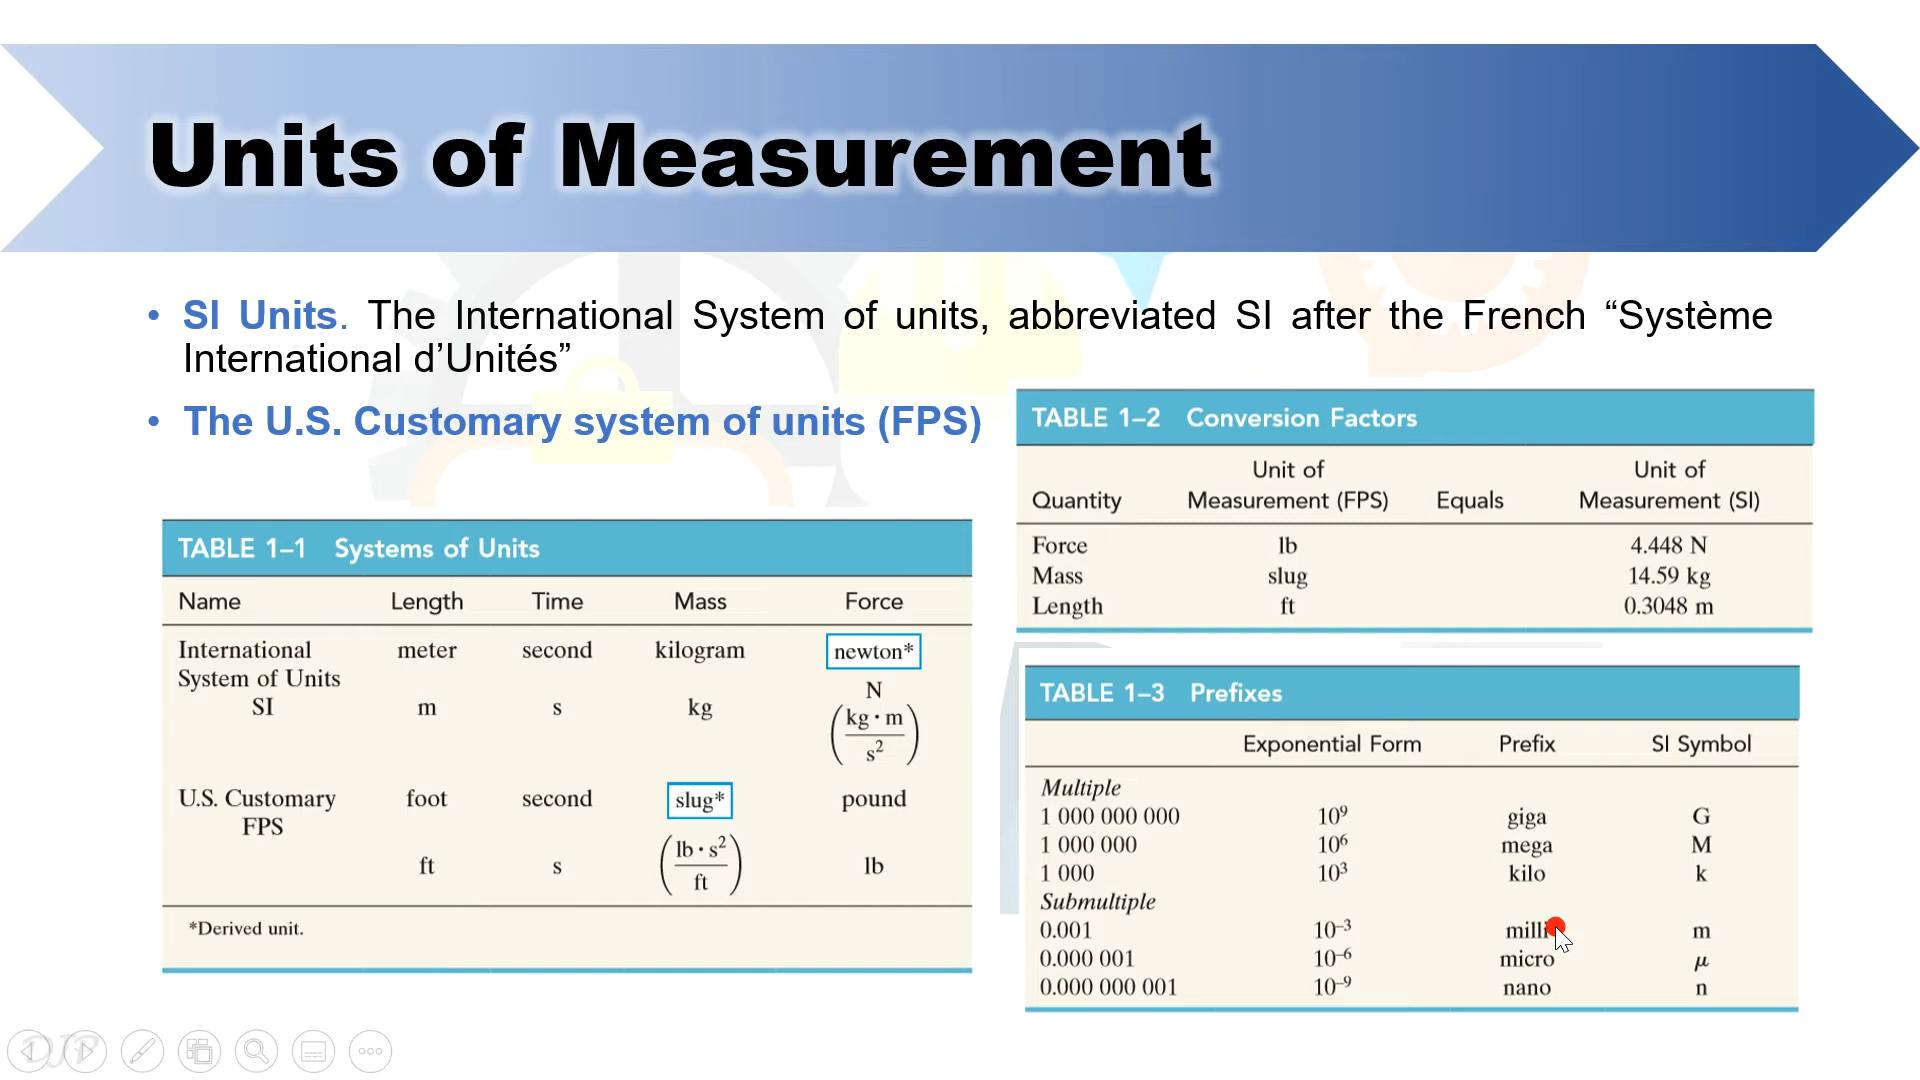 Units of Measurement
• SI Units. The International System of units, abbreviated SI after the French “Système
International d’Unités”
• The U.S. Customary system of units (FPS)
TABLE 1–1 Systems of Units
Name Length Time Mass Force
International meter second kilogram newton*
System of Units N
SI m s kg (kg · m / s²)
U.S. Customary foot second slug* pound
FPS
ft s (lb · s² / ft) lb
*Derived unit.
TABLE 1–2 Conversion Factors
Unit of Unit of
Quantity Measurement (FPS) Equals Measurement (SI)
Force lb 4.448 N
Mass slug 14.59 kg
Length ft 0.3048 m
TABLE 1–3 Prefixes
Exponential Form Prefix SI Symbol
Multiple
1 000 000 000 10⁹ giga G
1 000 000 10⁶ mega M
1 000 10³ kilo k
Submultiple
0.001 10⁻³ milli m
0.000 001 10⁻⁶ micro μ
0.000 000 001 10⁻⁹ nano n
DJP